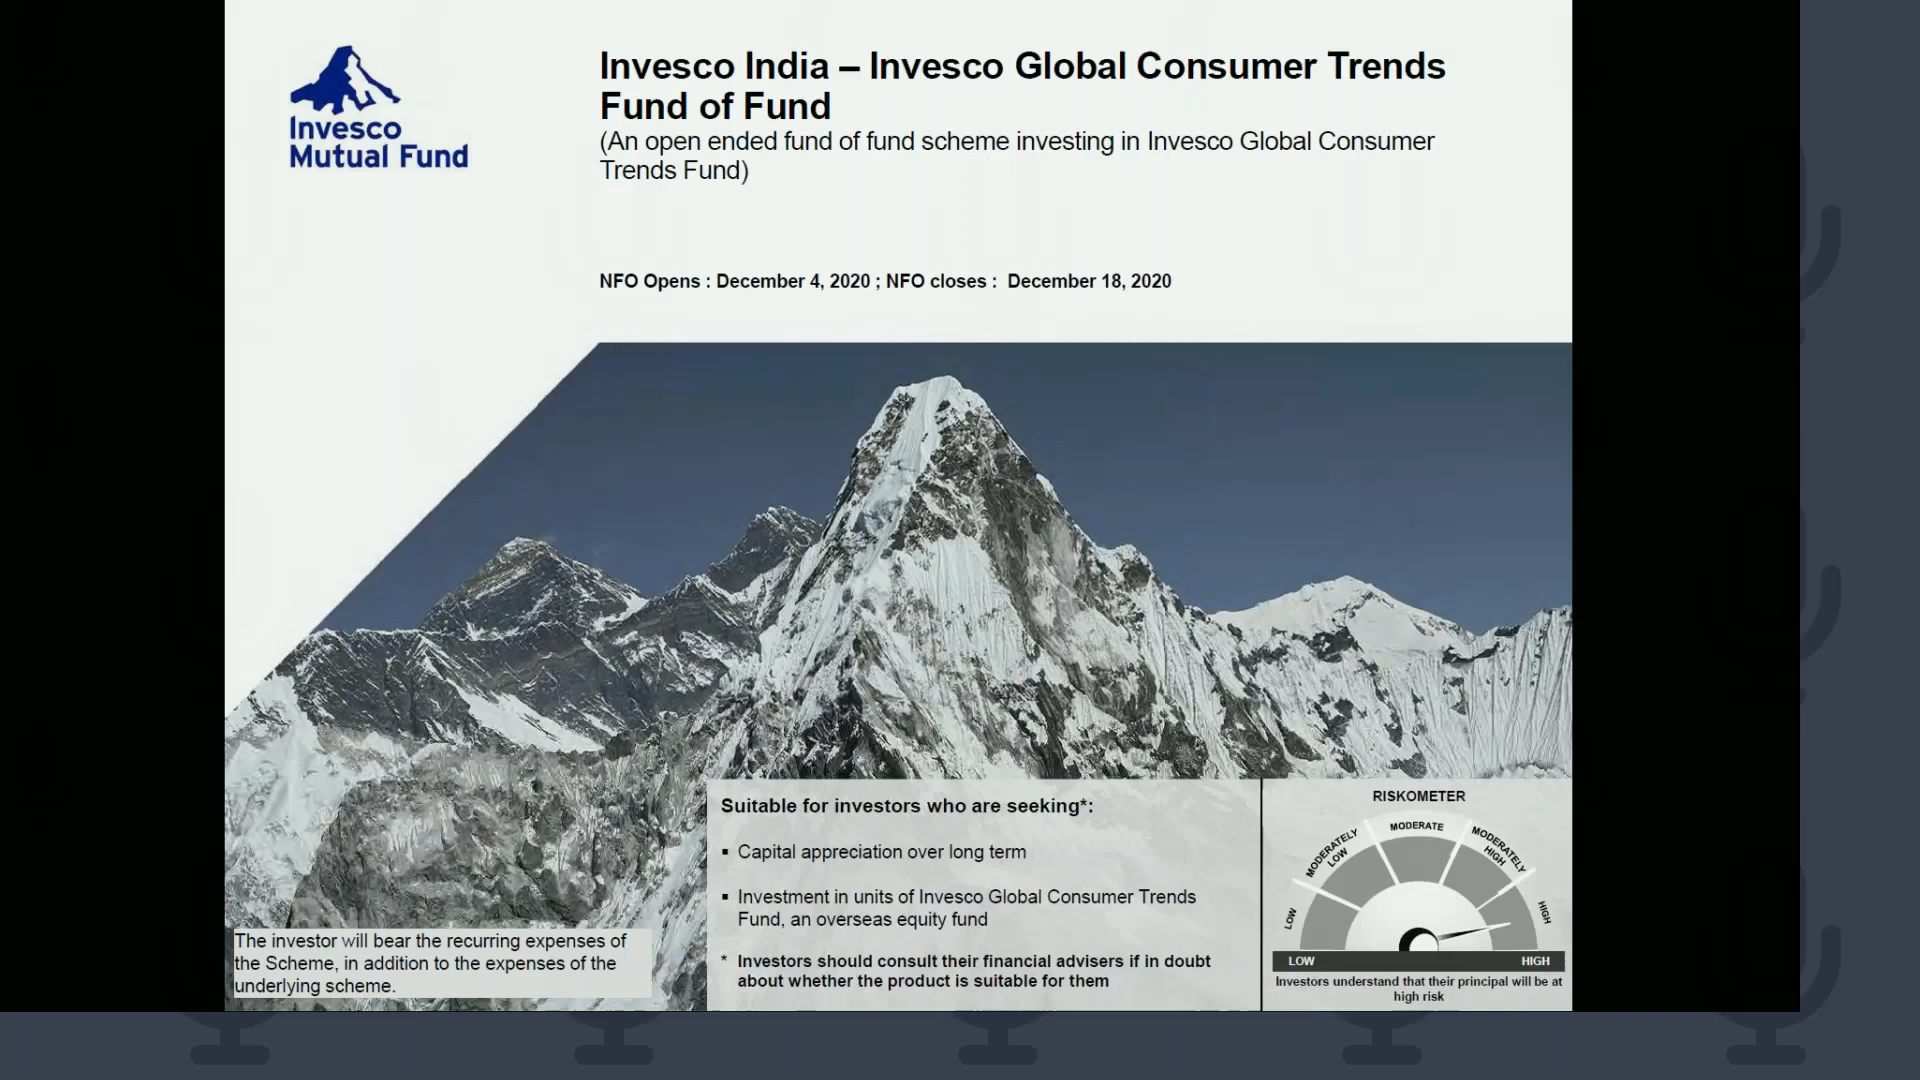 Invesco
Mutual Fund
Invesco India – Invesco Global Consumer Trends
Fund of Fund
(An open ended fund of fund scheme investing in Invesco Global Consumer
Trends Fund)
NFO Opens : December 4, 2020 ; NFO closes :  December 18, 2020
The investor will bear the recurring expenses of
the Scheme, in addition to the expenses of the
underlying scheme.
Suitable for investors who are seeking*:
▪ Capital appreciation over long term
▪ Investment in units of Invesco Global Consumer Trends
Fund, an overseas equity fund
* Investors should consult their financial advisers if in doubt
about whether the product is suitable for them
RISKOMETER
LOW
MODERATELY
LOW
MODERATE
MODERATELY
HIGH
HIGH
LOW HIGH
Investors understand that their principal will be at
high risk